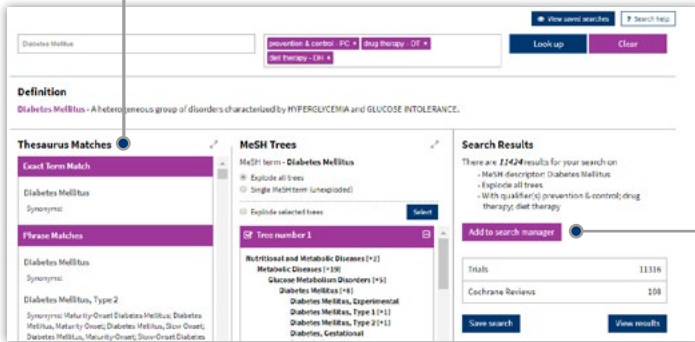 View saved searches
? Search help
Diabetes Mellitus
prevention & control - PC ×
drug therapy - DT ×
diet therapy - DH ×
Look up
Clear
Definition
Diabetes Mellitus - A heterogeneous group of disorders characterized by HYPERGLYCEMIA and GLUCOSE INTOLERANCE.
Thesaurus Matches
Exact Term Match
Diabetes Mellitus
Synonyms:
Phrase Matches
Diabetes Mellitus
Synonyms:
Diabetes Mellitus, Type 2
Synonyms: Maturity-Onset Diabetes Mellitus; Diabetes
Mellitus, Maturity Onset; Diabetes Mellitus, Slow Onset;
Diabetes Mellitus, Maturity-Onset; Slow-Onset Diabetes
MeSH Trees
MeSH term - Diabetes Mellitus
Explode all trees
Single MeSH term (unexploded)
Explode selected trees
Select
Tree number 1
Nutritional and Metabolic Diseases [+2]
Metabolic Diseases [+19]
Glucose Metabolism Disorders [+5]
Diabetes Mellitus [+8]
Diabetes Mellitus, Experimental
Diabetes Mellitus, Type 1 [+1]
Diabetes Mellitus, Type 2 [+1]
Diabetes, Gestational
Search Results
There are 11424 results for your search on
- MeSH descriptor: Diabetes Mellitus
- Explode all trees
- With qualifier(s) prevention & control; drug
therapy; diet therapy
Add to search manager
Trials 11316
Cochrane Reviews 108
Save search
View results